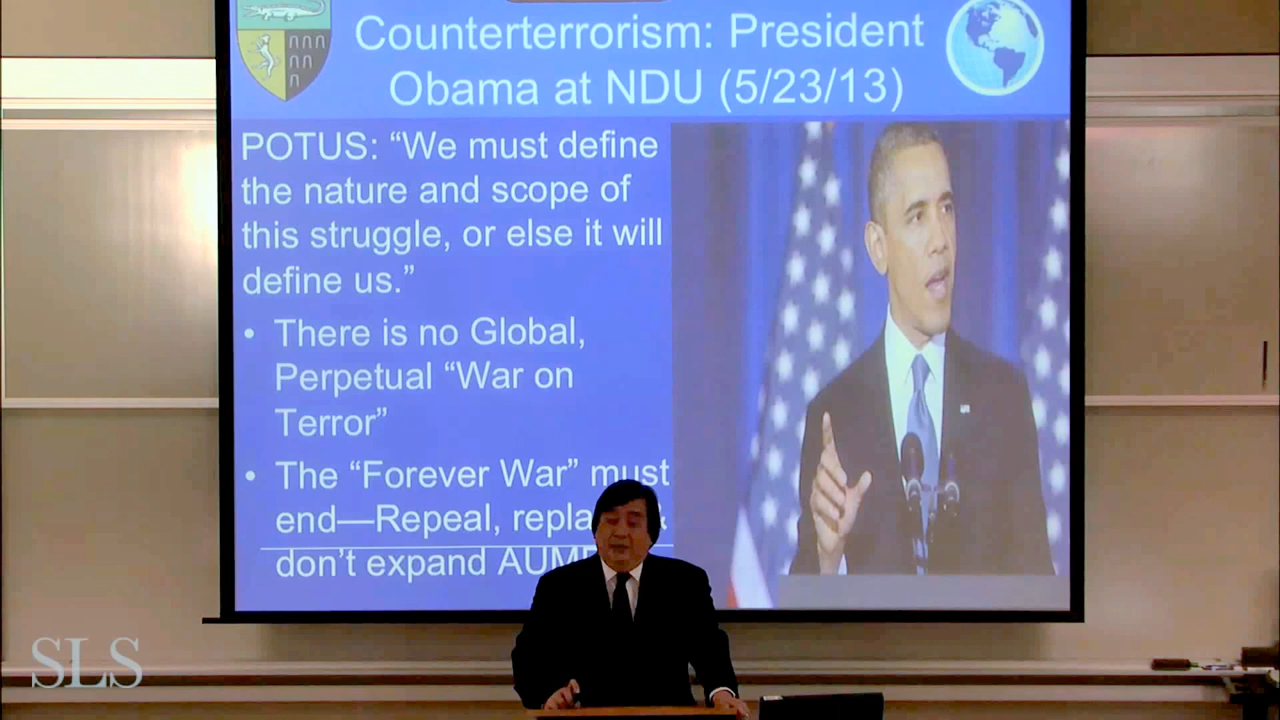 Counterterrorism: President
Obama at NDU (5/23/13)
POTUS: “We must define
the nature and scope of
this struggle, or else it will
define us.”
• There is no Global,
Perpetual “War on
Terror”
• The “Forever War” must
end—Repeal,
don’t expand
SLS